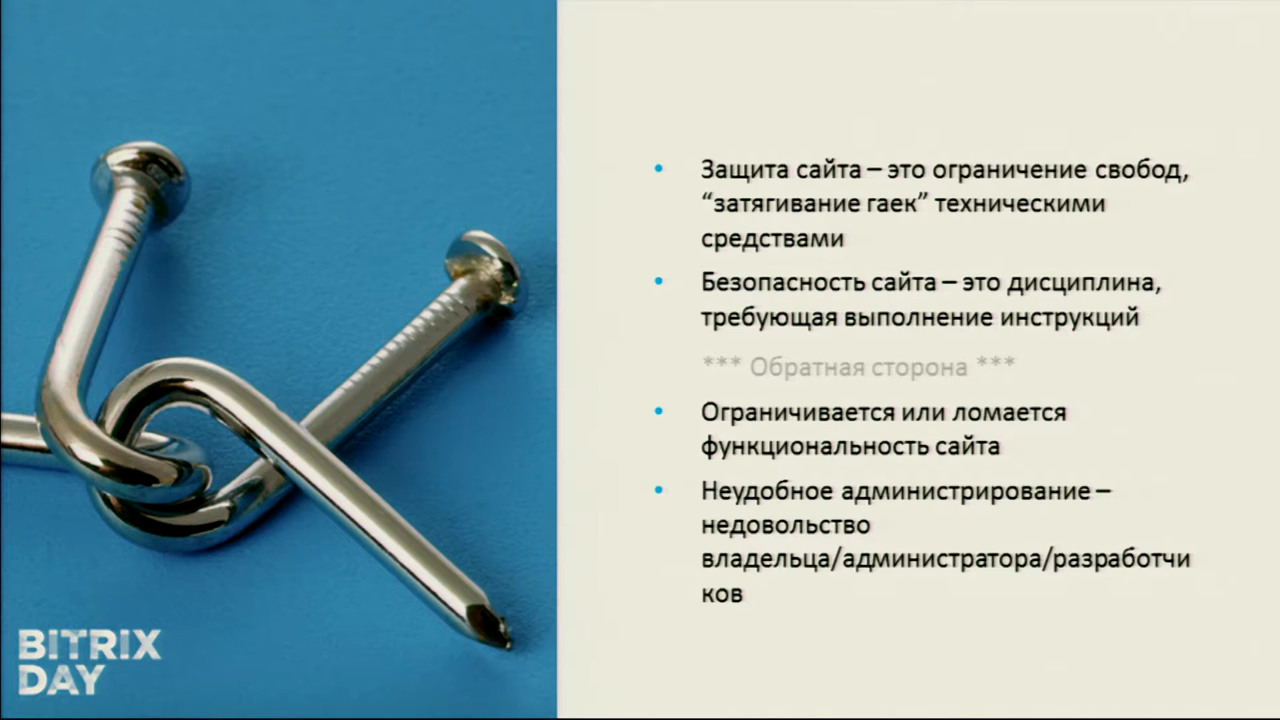 Защита сайта – это ограничение свобод,
“затягивание гаек” техническими
средствами
Безопасность сайта – это дисциплина,
требующая выполнение инструкций
*** Обратная сторона ***
Ограничивается или ломается
функциональность сайта
Неудобное администрирование –
недовольство
владельца/администратора/разработчи
ков
BITRIX
DAY